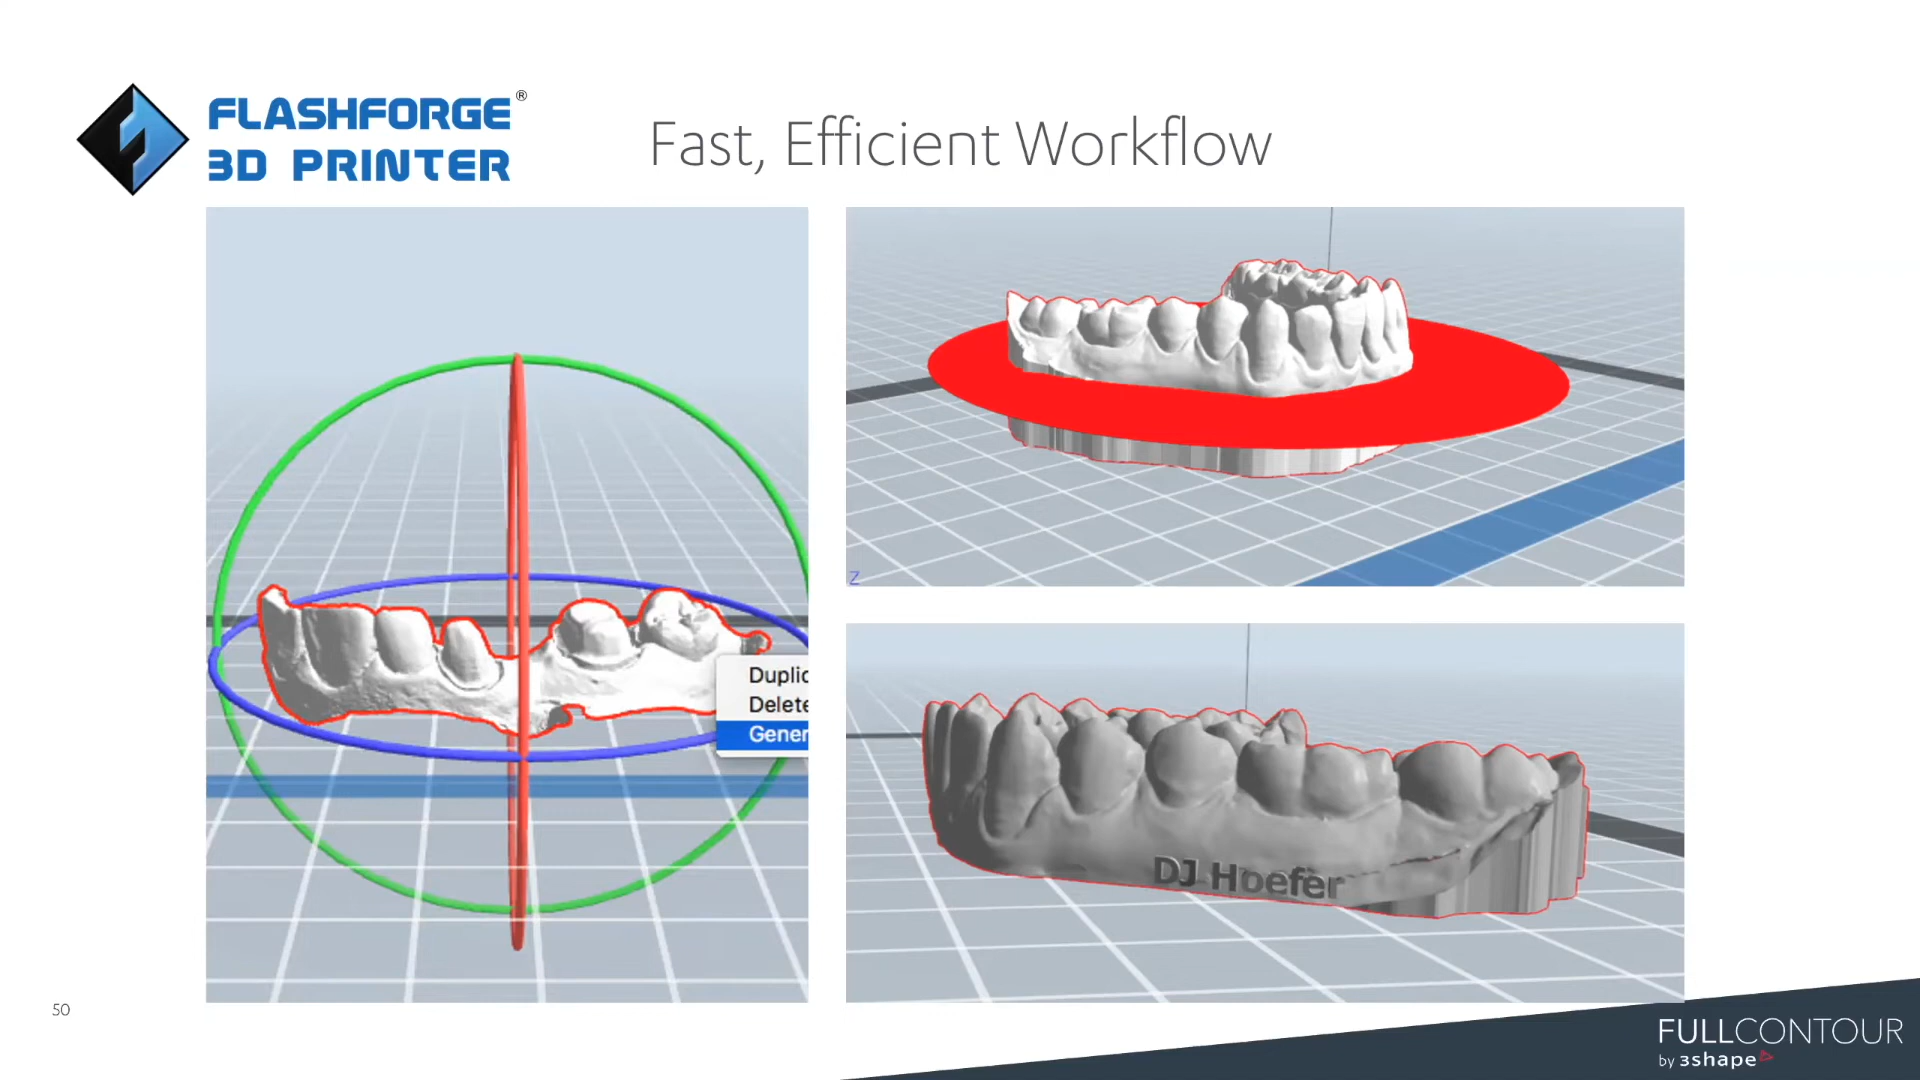 FLASHFORGE®
3D PRINTER
Fast, Efficient Workflow
Duplic
Delete
Gener
Z
DJ Hoefer
50
FULLCONTOUR
by 3shape